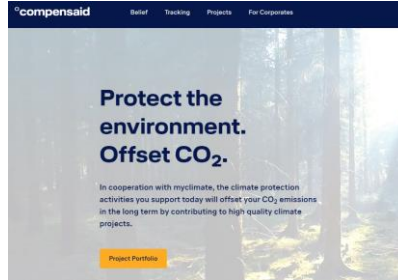 °compensaid
Belief Tracking Projects For Corporates
Protect the
environment.
Offset CO₂.
In cooperation with myclimate, the climate protection
activities you support today will offset your CO₂ emissions
in the long term by contributing to high quality climate
projects.
Project Portfolio